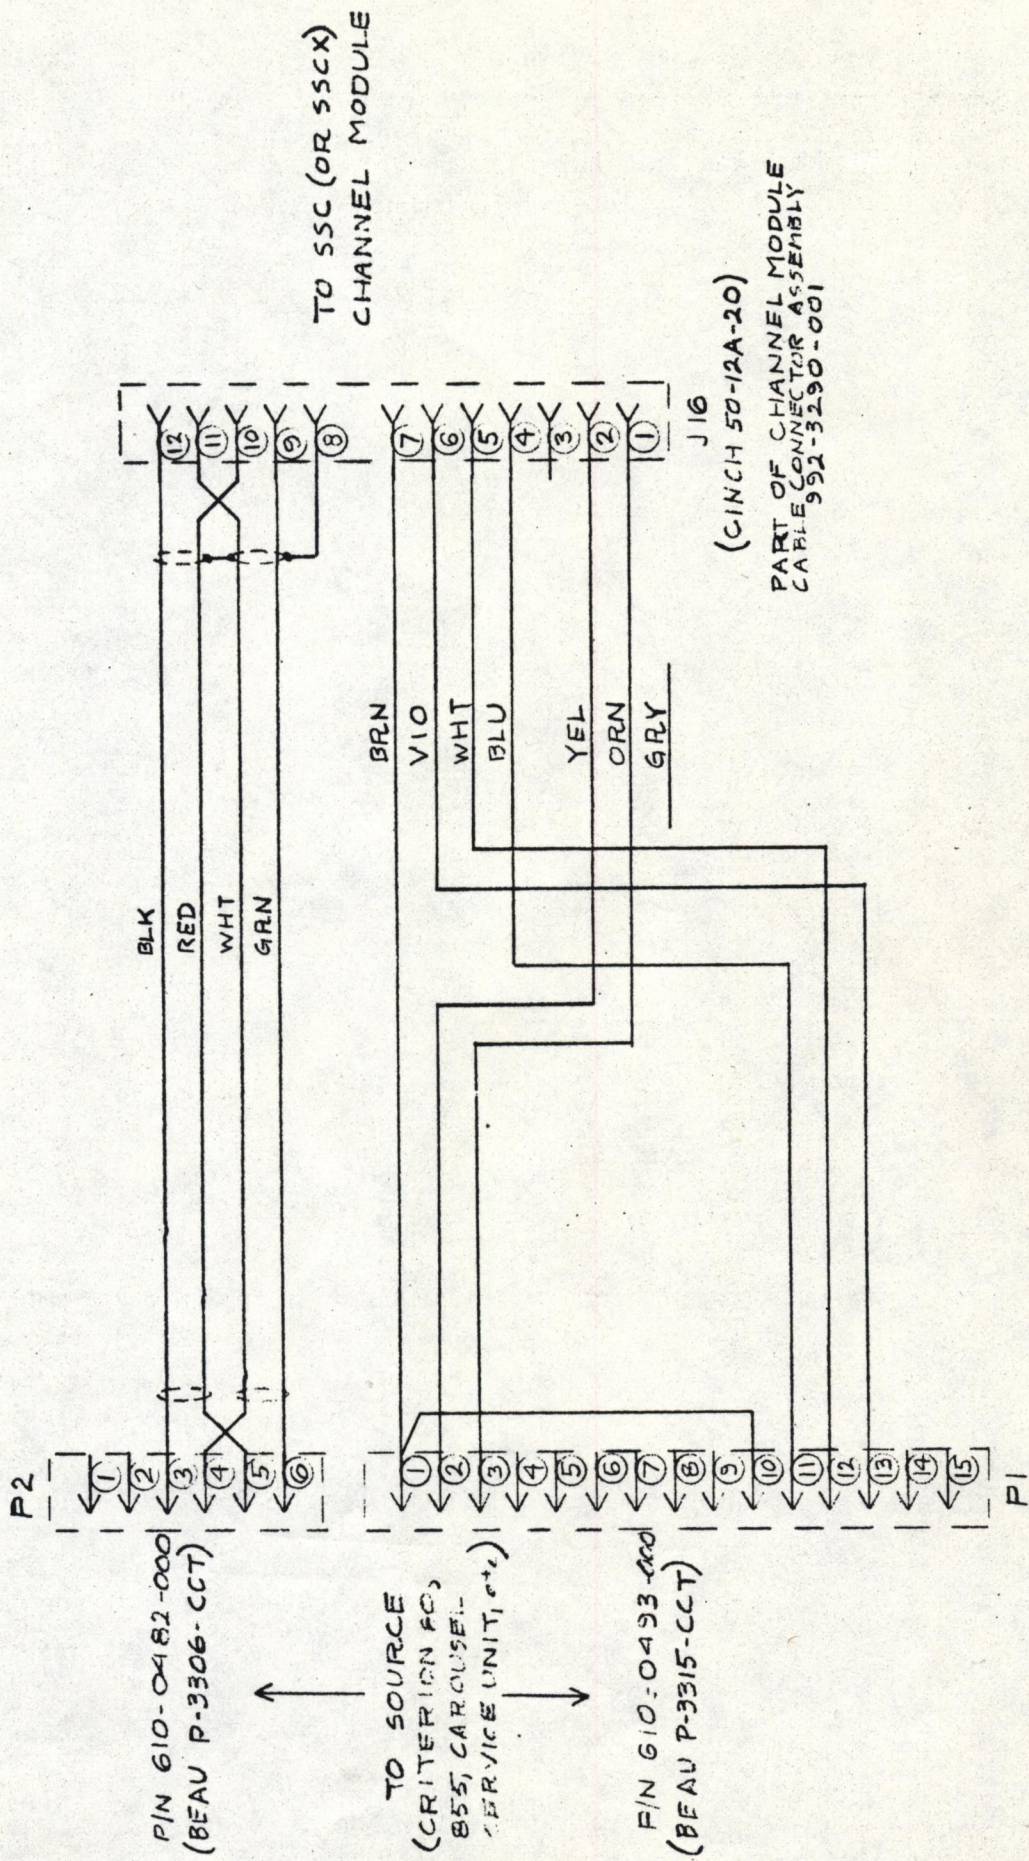 P2
①
②
③
④
⑤
⑥
P/N 610-0482-000
(BEAU P-3306-CCT)
TO SOURCE
(CRITERION 80,
855, CAROUSEL
SERVICE UNIT, etc)
P/N 610-0493-000
(BEAU P-3315-CCT)
①
②
③
④
⑤
⑥
⑦
⑧
⑨
⑩
⑪
⑫
⑬
⑭
⑮
P1
BLK
RED
WHT
GRN
BRN
VIO
WHT
BLU
YEL
ORN
GRY
⑫
⑪
⑩
⑨
⑧
⑦
⑥
⑤
④
③
②
①
TO SSC (OR SSCX)
CHANNEL MODULE
J16
(CINCH 50-12A-20)
PART OF CHANNEL MODULE
CABLE CONNECTOR ASSEMBLY
992-3290-001